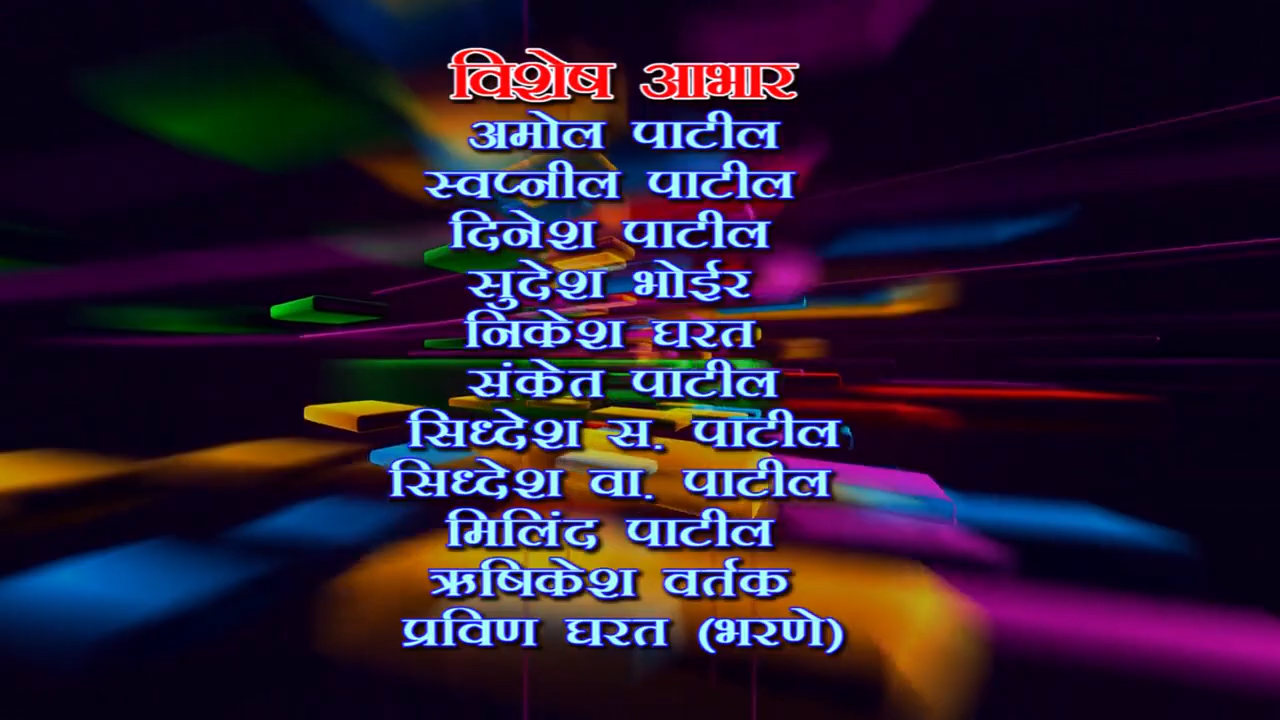 विशेष आभार
अमोल पाटील
स्वप्नील पाटील
दिनेश पाटील
सुदेश भोईर
निकेश घरत
संकेत पाटील
सिध्देश स. पाटील
सिध्देश वा. पाटील
मिलिंद पाटील
ऋषिकेश वर्तक
प्रविण घरत (भरणे)